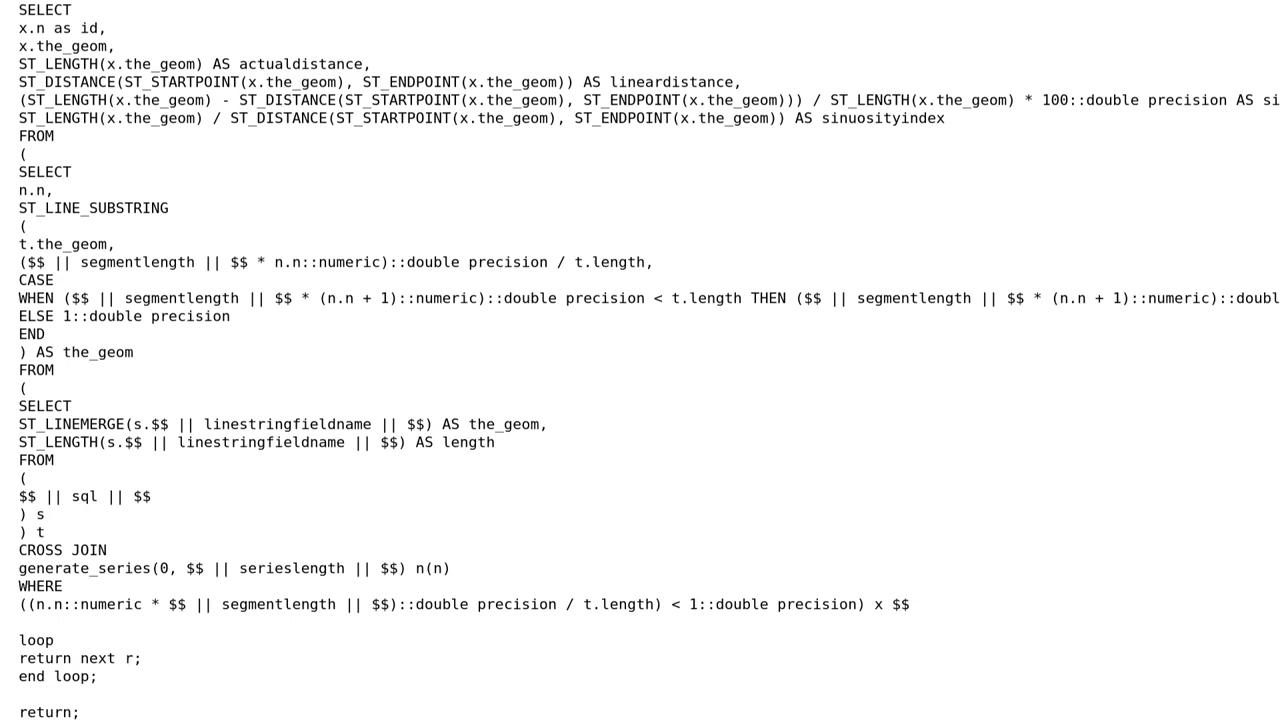 SELECT
x.n as id,
x.the_geom,
ST_LENGTH(x.the_geom) AS actualdistance,
ST_DISTANCE(ST_STARTPOINT(x.the_geom), ST_ENDPOINT(x.the_geom)) AS lineardistance,
(ST_LENGTH(x.the_geom) - ST_DISTANCE(ST_STARTPOINT(x.the_geom), ST_ENDPOINT(x.the_geom))) / ST_LENGTH(x.the_geom) * 100::double precision AS si
ST_LENGTH(x.the_geom) / ST_DISTANCE(ST_STARTPOINT(x.the_geom), ST_ENDPOINT(x.the_geom)) AS sinuosityindex
FROM
(
SELECT
n.n,
ST_LINE_SUBSTRING
(
t.the_geom,
($$ || segmentlength || $$ * n.n::numeric)::double precision / t.length,
CASE
WHEN ($$ || segmentlength || $$ * (n.n + 1)::numeric)::double precision < t.length THEN ($$ || segmentlength || $$ * (n.n + 1)::numeric)::doubl
ELSE 1::double precision
END
) AS the_geom
FROM
(
SELECT
ST_LINEMERGE(s.$$ || linestringfieldname || $$) AS the_geom,
ST_LENGTH(s.$$ || linestringfieldname || $$) AS length
FROM
(
$$ || sql || $$
) s
) t
CROSS JOIN
generate_series(0, $$ || serieslength || $$) n(n)
WHERE
((n.n::numeric * $$ || segmentlength || $$)::double precision / t.length) < 1::double precision) x $$
loop
return next r;
end loop;
return;